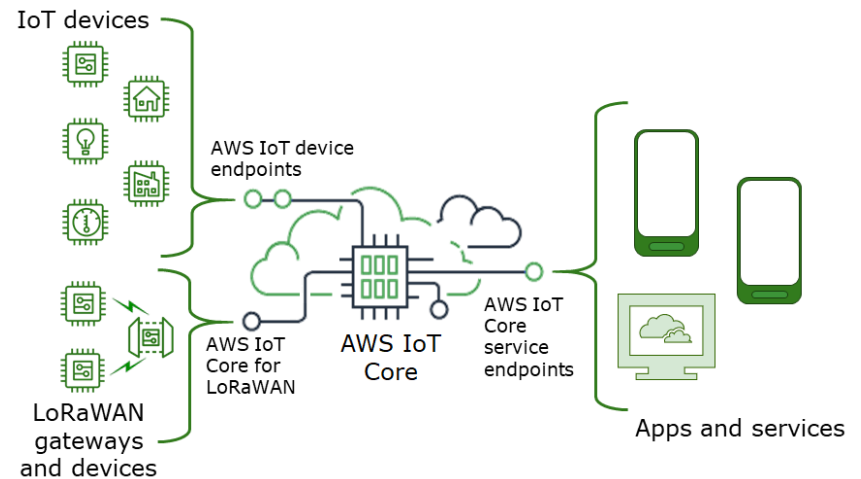 IoT devices
AWS IoT device
endpoints
AWS IoT
Core for
LoRaWAN
AWS IoT
Core
AWS IoT
Core
service
endpoints
LoRaWAN
gateways
and devices
Apps and services